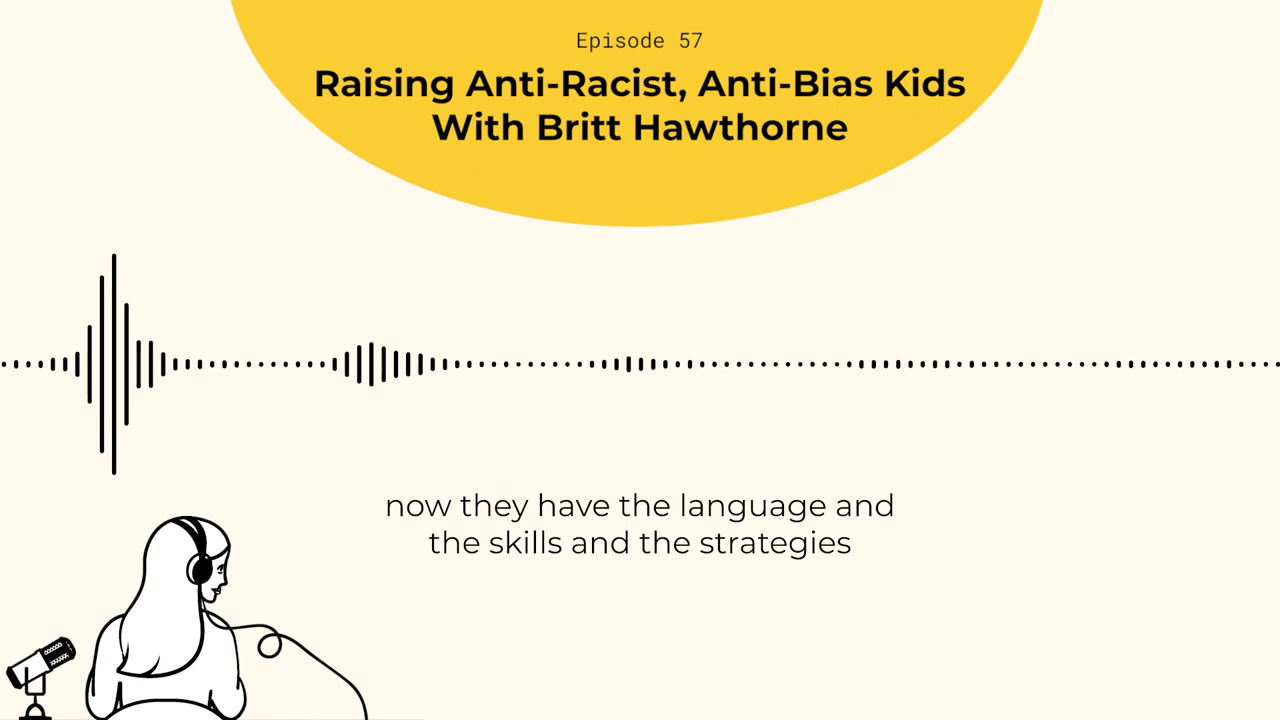 Episode 57
Raising Anti-Racist, Anti-Bias Kids
With Britt Hawthorne
now they have the language and
the skills and the strategies